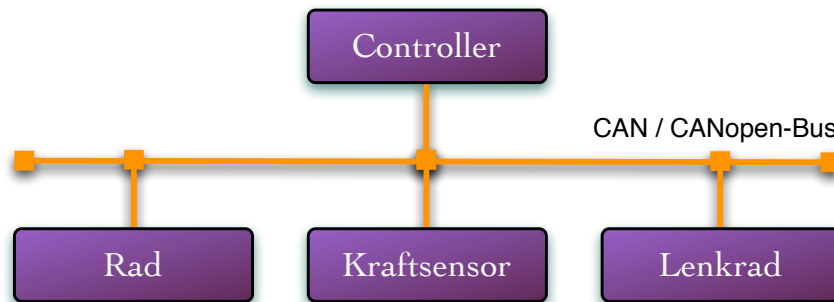 Controller
CAN / CANopen-Bus
Rad
Kraftsensor
Lenkrad